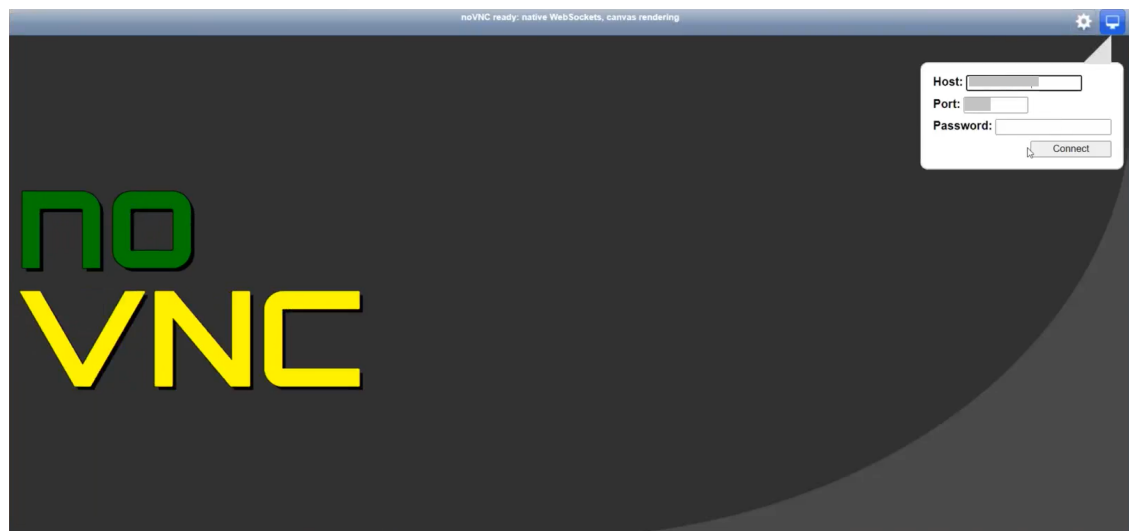 noVNC ready: native WebSockets, canvas rendering
Host:
Port:
Password:
Connect
no
VNC